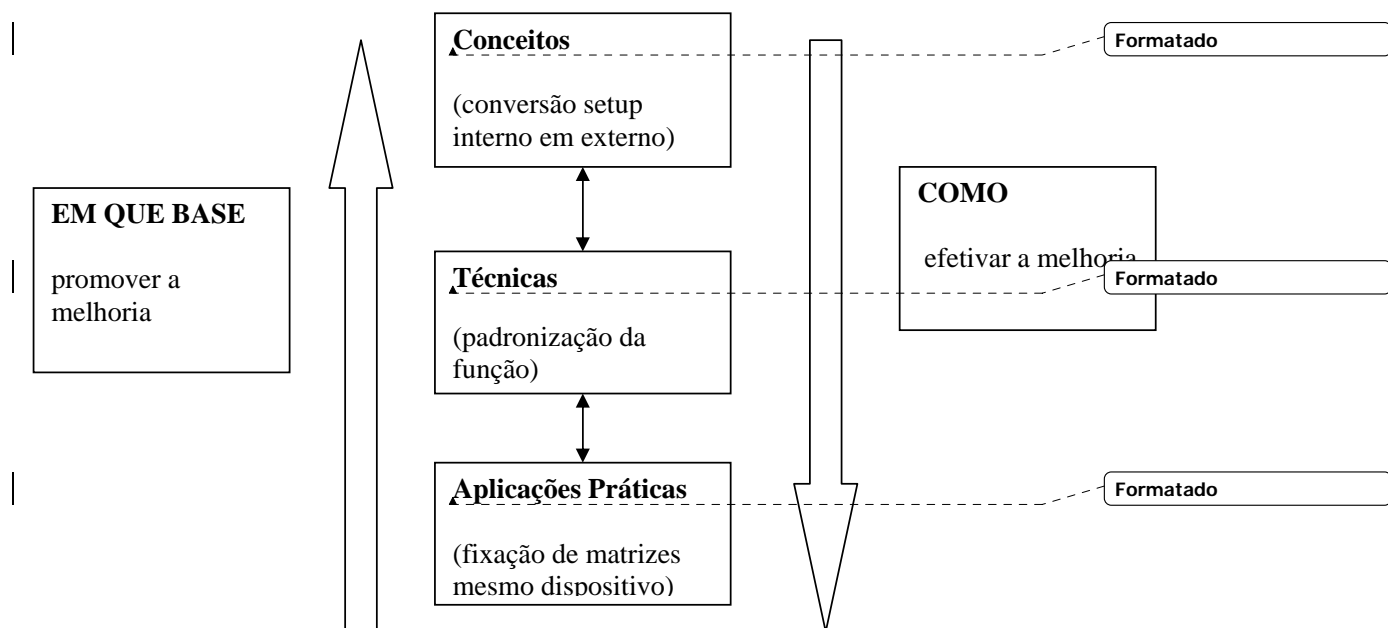 Conceitos
(conversão setup
interno em externo)
Formatado
EM QUE BASE
promover a
melhoria
COMO
efetivar a melhoria
Técnicas
(padronização da
função)
Formatado
Aplicações Práticas
(fixação de matrizes
mesmo dispositivo)
Formatado